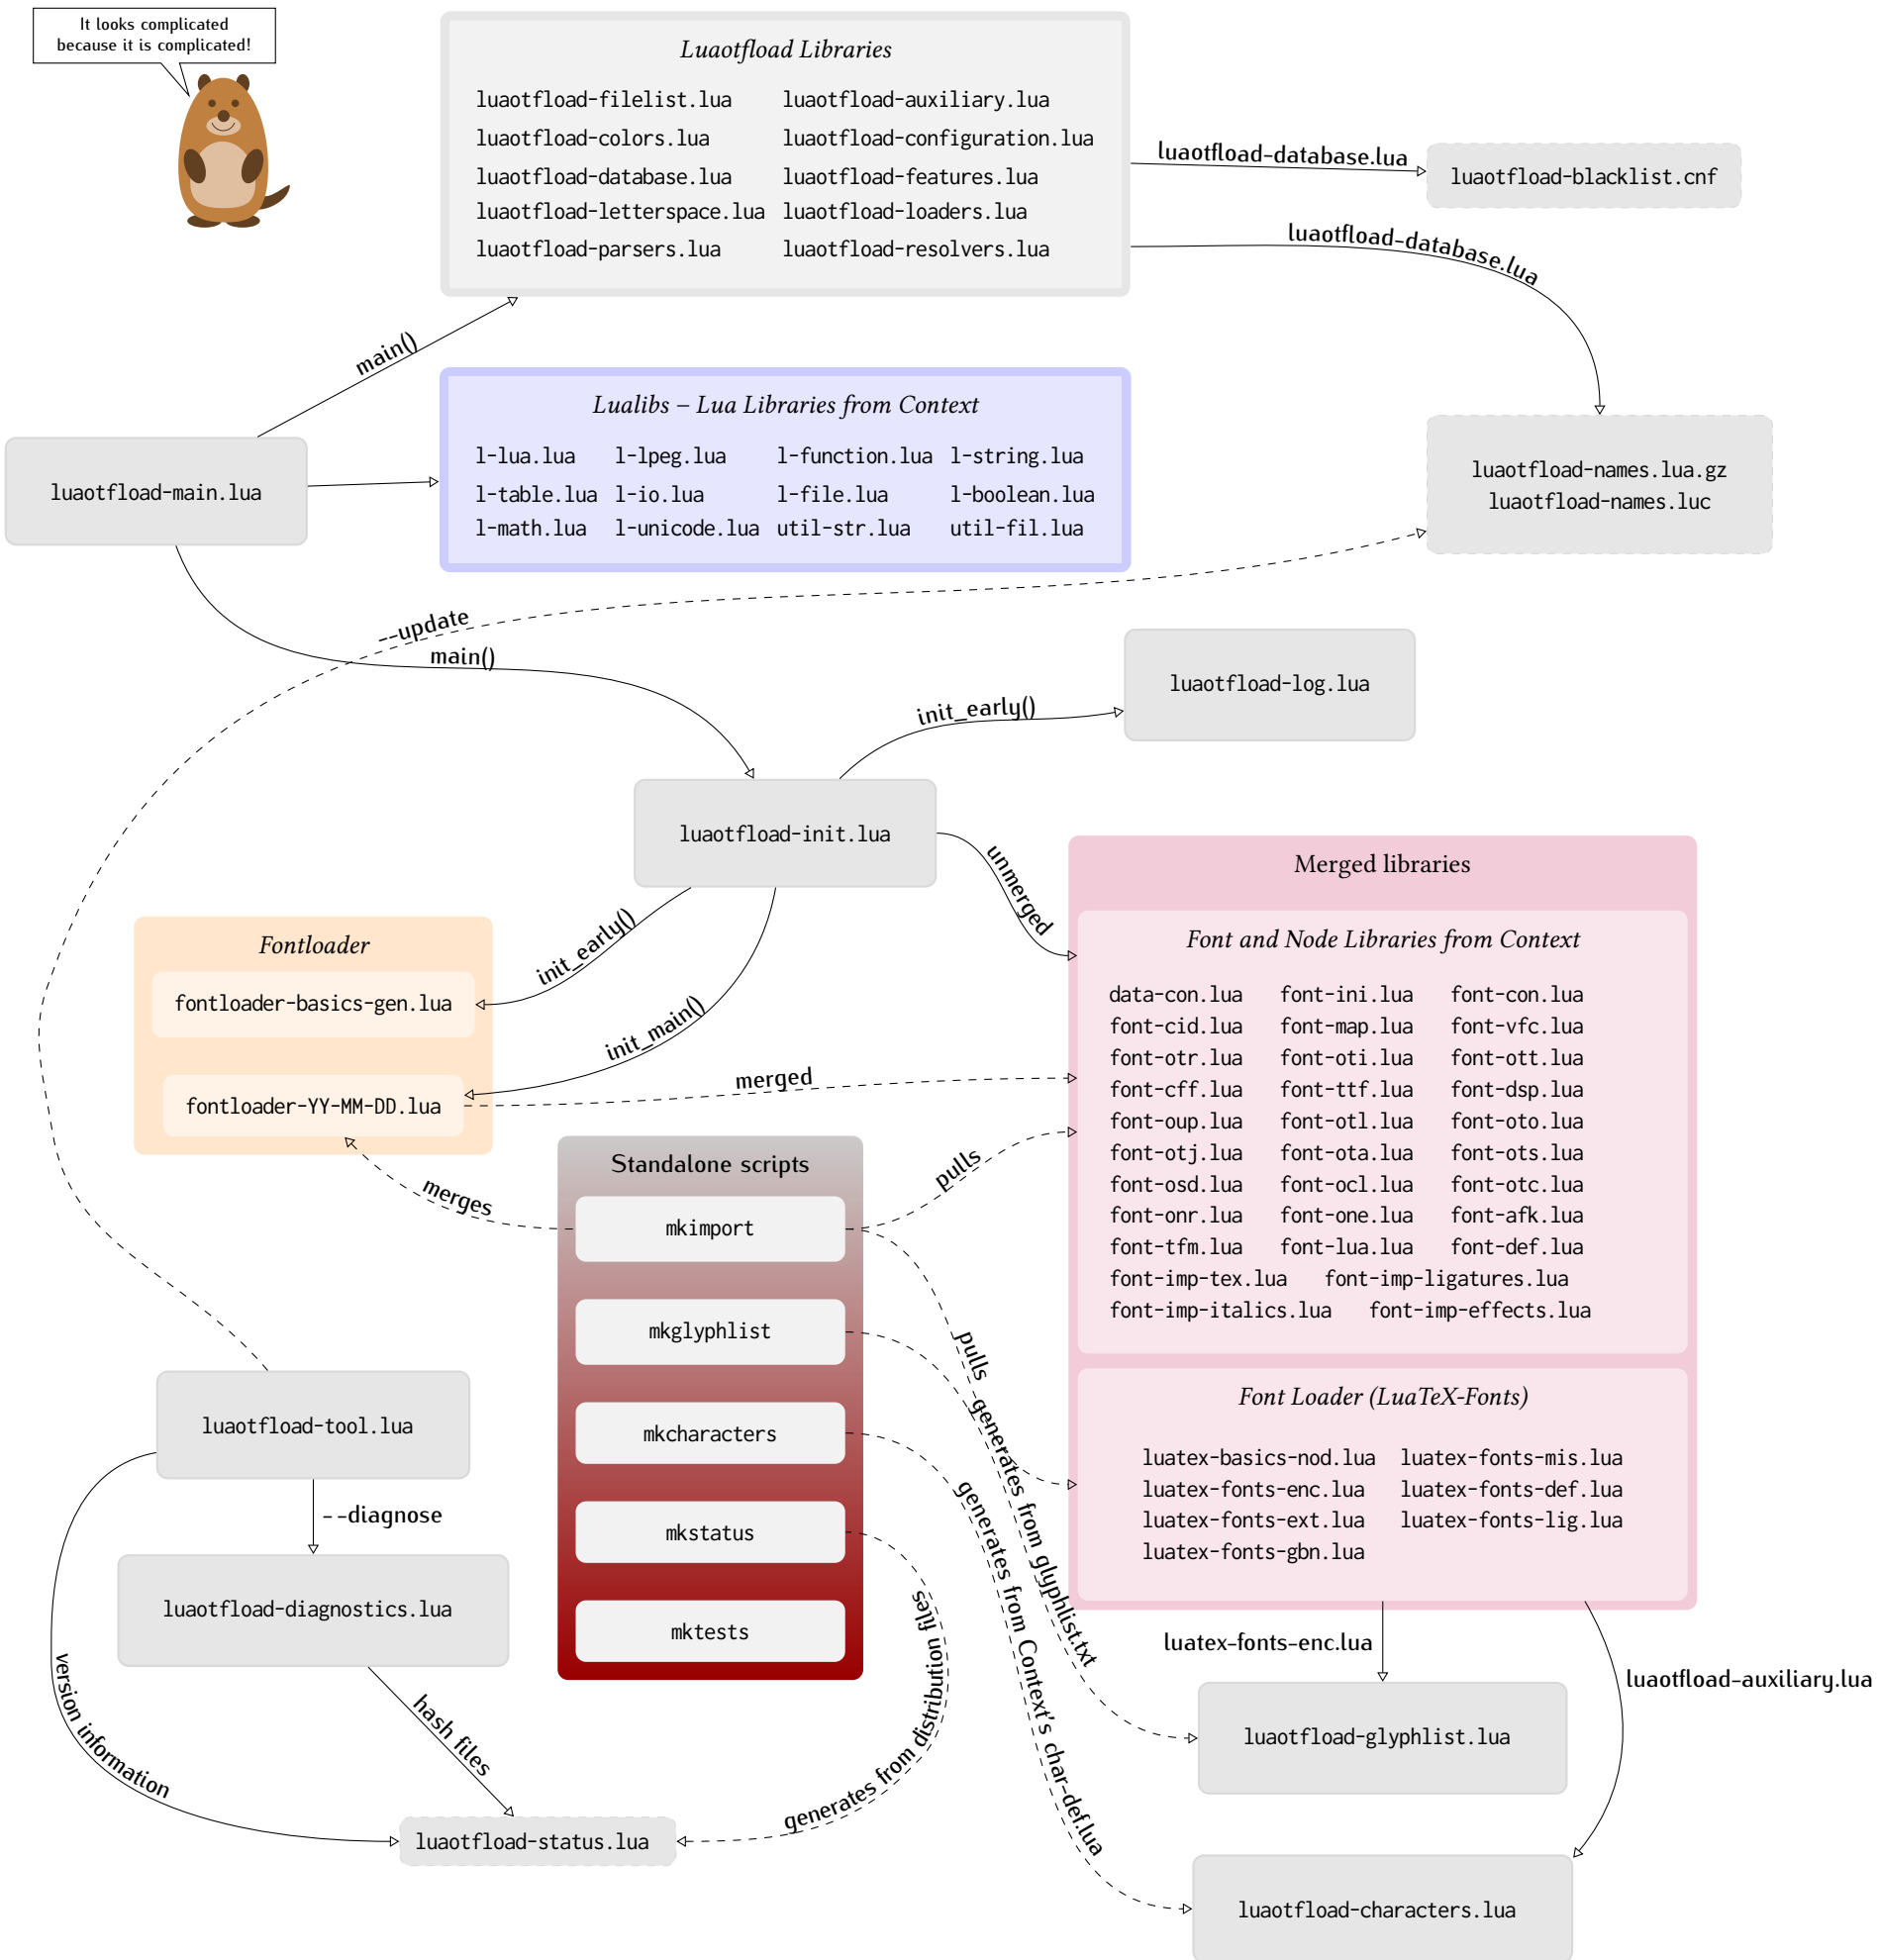 It looks complicated
because it is complicated!
Luaotfload Libraries
luaotfload-filelist.lua luaotfload-auxiliary.lua
luaotfload-colors.lua luaotfload-configuration.lua
luaotfload-database.lua luaotfload-features.lua
luaotfload-letterspace.lua luaotfload-loaders.lua
luaotfload-parsers.lua luaotfload-resolvers.lua
luaotfload-database.lua
luaotfload-blacklist.cnf
luaotfload-database.lua
main()
Lualibs – Lua Libraries from Context
l-lua.lua l-lpeg.lua l-function.lua l-string.lua
l-table.lua l-io.lua l-file.lua l-boolean.lua
l-math.lua l-unicode.lua util-str.lua util-fil.lua
luaotfload-main.lua
luaotfload-names.lua.gz
luaotfload-names.luc
--update
main()
luaotfload-log.lua
init_early()
luaotfload-init.lua
unmerged
Merged libraries
Font and Node Libraries from Context
data-con.lua font-ini.lua font-con.lua
font-cid.lua font-map.lua font-vfc.lua
font-otr.lua font-oti.lua font-ott.lua
font-cff.lua font-ttf.lua font-dsp.lua
font-oup.lua font-otl.lua font-oto.lua
font-otj.lua font-ota.lua font-ots.lua
font-osd.lua font-ocl.lua font-otc.lua
font-onr.lua font-one.lua font-afk.lua
font-tfm.lua font-lua.lua font-def.lua
font-imp-tex.lua font-imp-ligatures.lua
font-imp-italics.lua font-imp-effects.lua
Fontloader
init_early()
fontloader-basics-gen.lua
init_main()
merged
fontloader-YY-MM-DD.lua
merges
Standalone scripts
pulls
mkimport
mkglyphlist
pulls
mkcharacters
mkstatus
mktests
generates from glyphlist.txt
generates from Context's char-def.lua
generates from distribution files
Font Loader (LuaTeX-Fonts)
luatex-basics-nod.lua luatex-fonts-mis.lua
luatex-fonts-enc.lua luatex-fonts-def.lua
luatex-fonts-ext.lua luatex-fonts-lig.lua
luatex-fonts-gbn.lua
luaotfload-tool.lua
--diagnose
luaotfload-diagnostics.lua
version information
hash files
luaotfload-status.lua
luatex-fonts-enc.lua
luaotfload-auxiliary.lua
luaotfload-glyphlist.lua
luaotfload-characters.lua